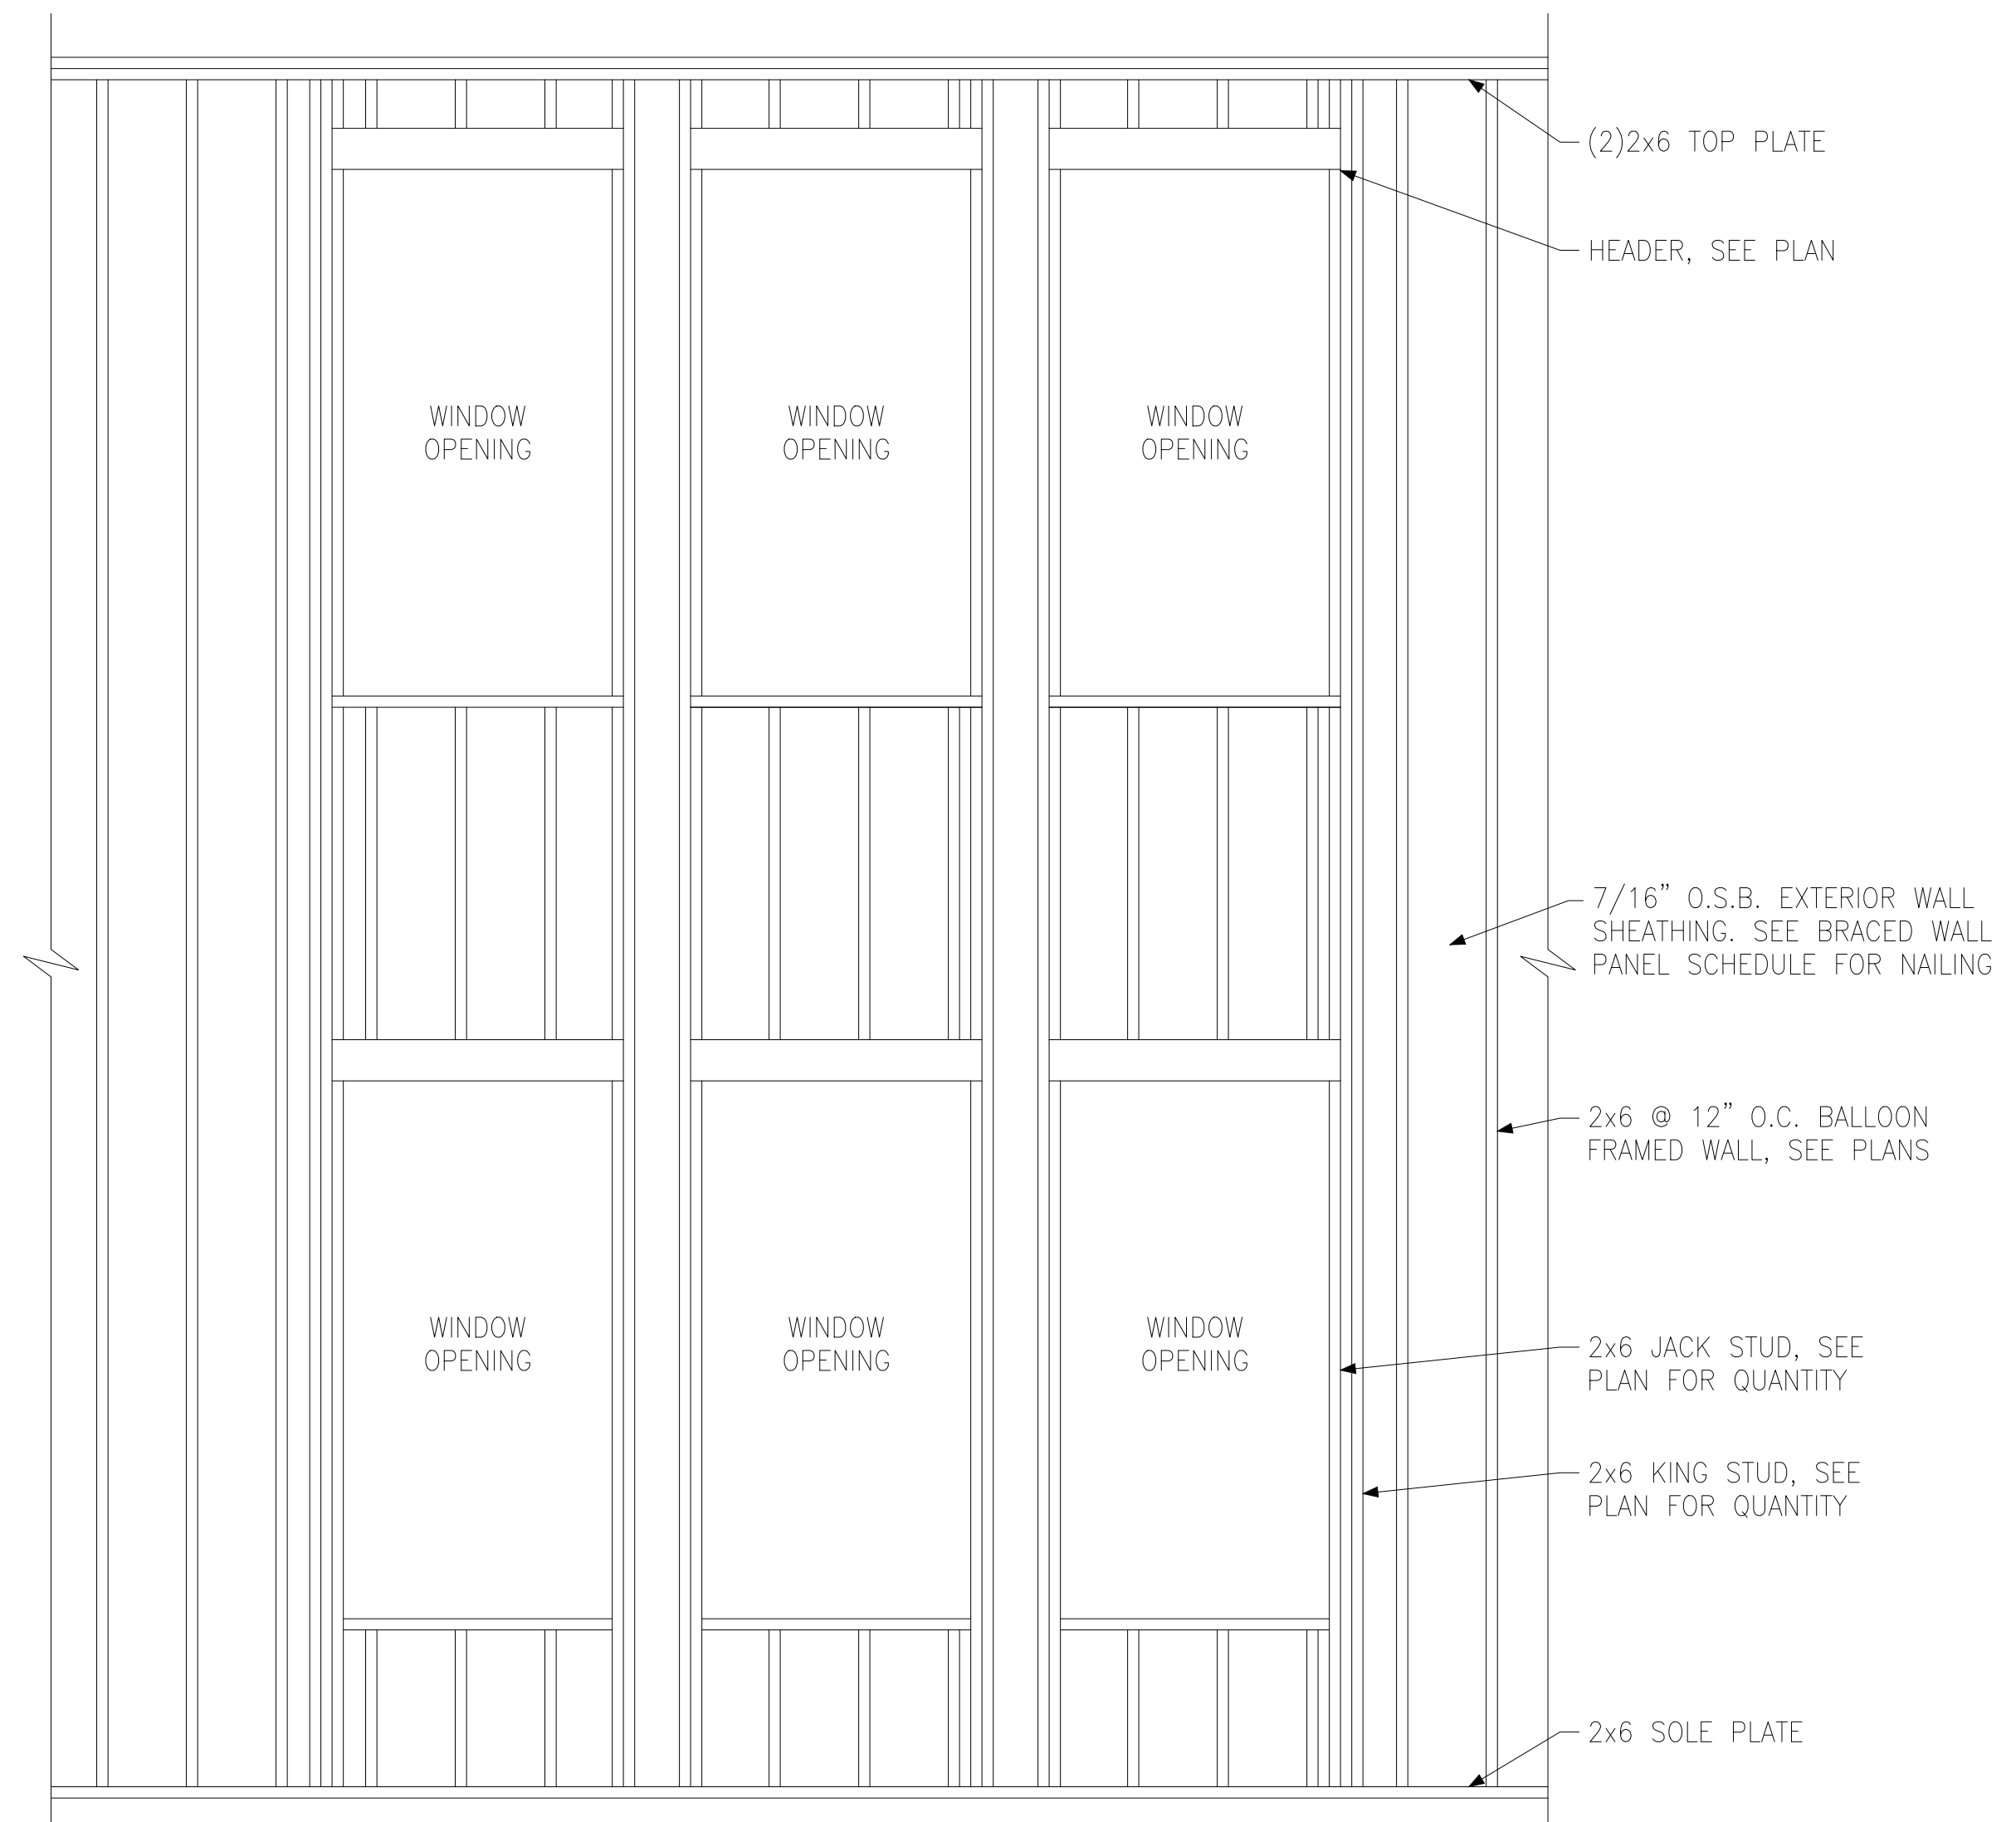 (2)2x6 TOP PLATE
HEADER, SEE PLAN
WINDOW
OPENING
WINDOW
OPENING
WINDOW
OPENING
7/16" O.S.B. EXTERIOR WALL
SHEATHING. SEE BRACED WALL
PANEL SCHEDULE FOR NAILING
2x6 @ 12" O.C. BALLOON
FRAMED WALL, SEE PLANS
WINDOW
OPENING
WINDOW
OPENING
WINDOW
OPENING
2x6 JACK STUD, SEE
PLAN FOR QUANTITY
2x6 KING STUD, SEE
PLAN FOR QUANTITY
2x6 SOLE PLATE